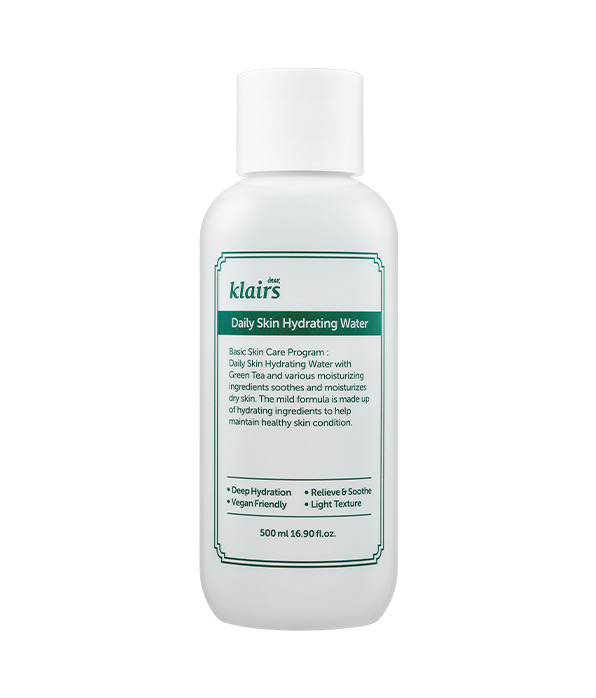 dear,
klairs
Daily Skin Hydrating Water
Basic Skin Care Program :
Daily Skin Hydrating Water with
Green Tea and various moisturizing
ingredients soothes and moisturizes
dry skin. The mild formula is made up
of hydrating ingredients to help
maintain healthy skin condition.
• Deep Hydration • Relieve & Soothe
• Vegan Friendly • Light Texture
500 ml 16.90 fl.oz.